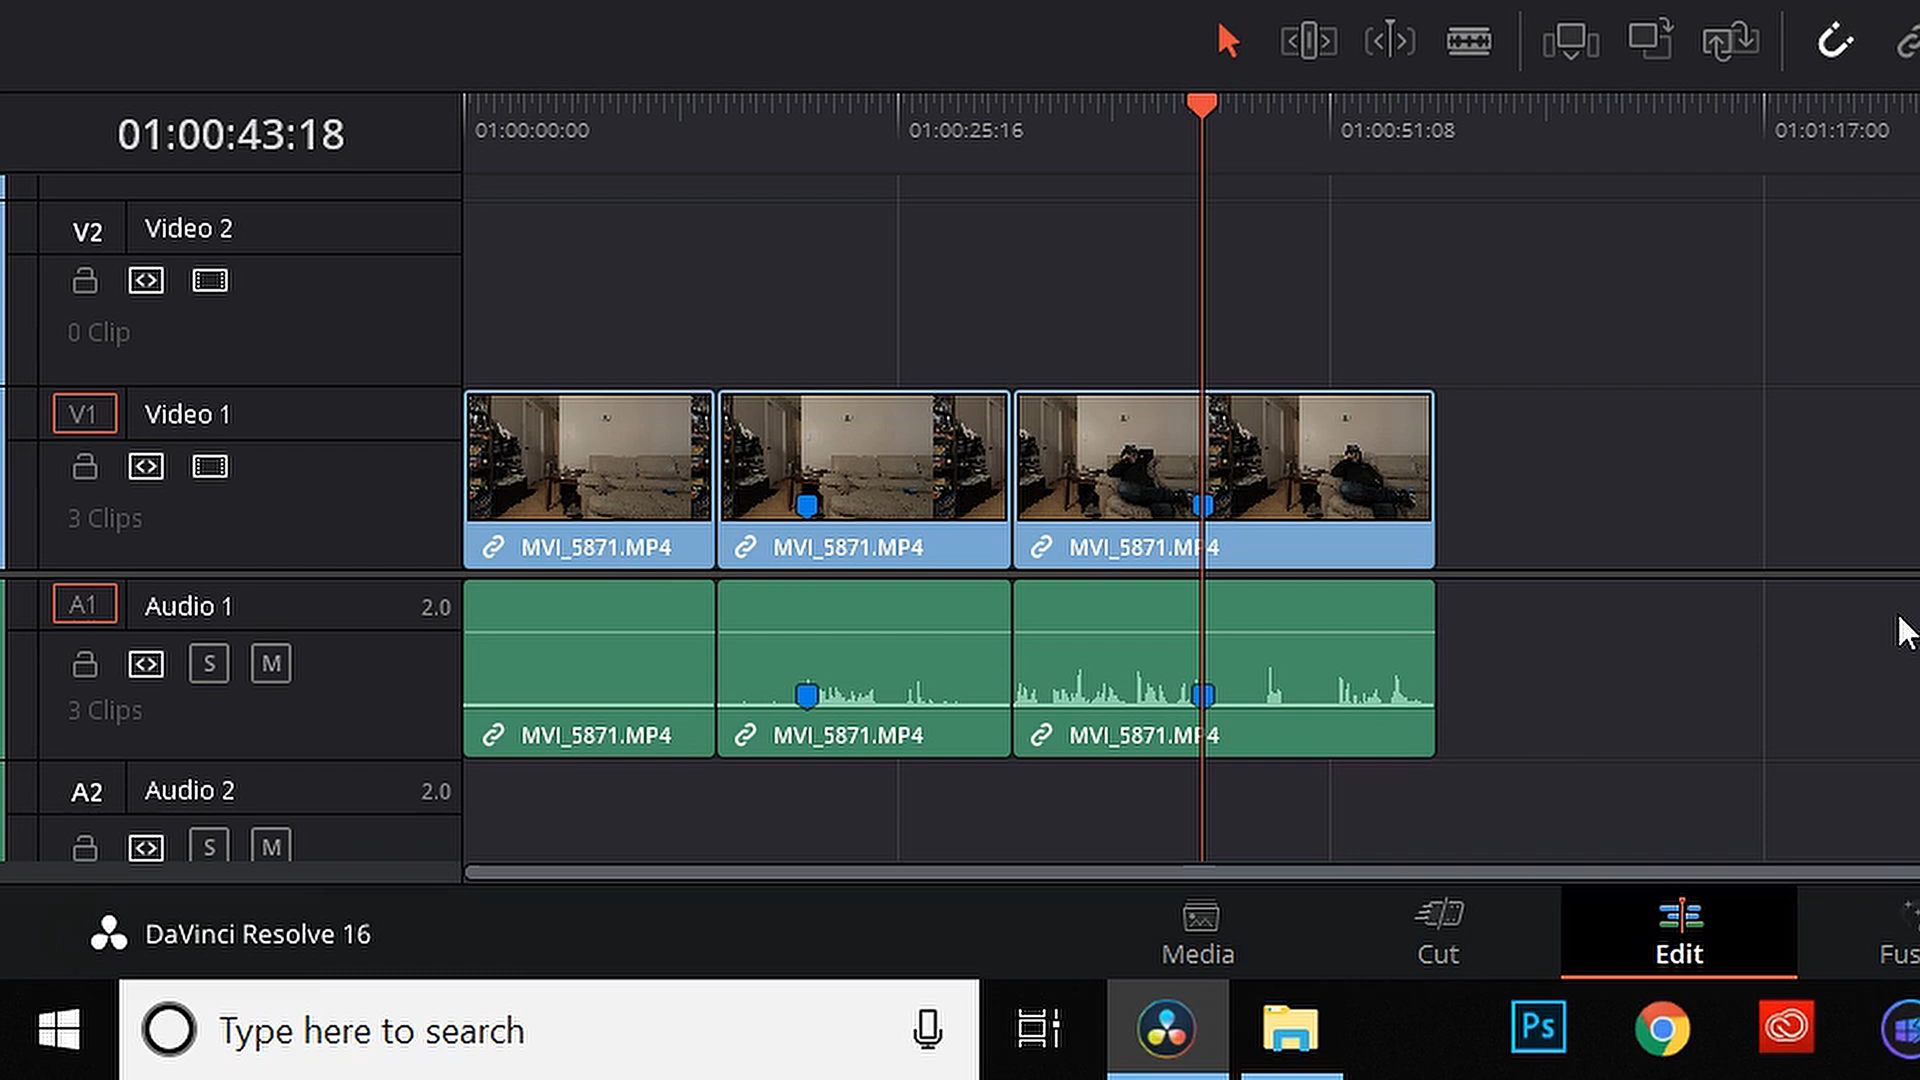 01:00:43:18
01:00:00:00
01:00:25:16
01:00:51:08
01:01:17:00
V2
Video 2
0 Clip
V1
Video 1
3 Clips
MVI_5871.MP4
MVI_5871.MP4
MVI_5871.MP4
A1
Audio 1
2.0
S
M
3 Clips
MVI_5871.MP4
MVI_5871.MP4
MVI_5871.MP4
A2
Audio 2
2.0
S
M
DaVinci Resolve 16
Media
Cut
Edit
Fus
Type here to search
Ps